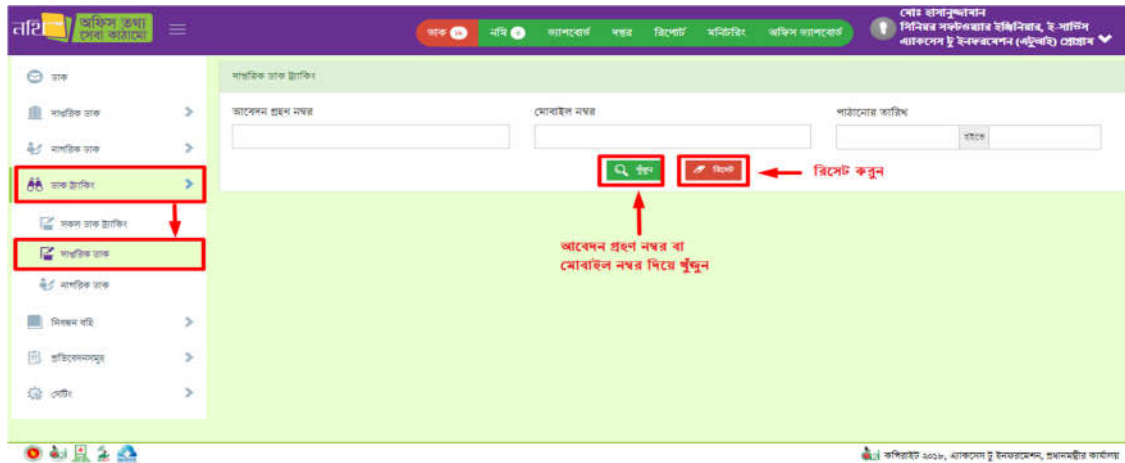 নথি
অফিস তথ্য
সেবা কাঠামো
ডাক
নথি
ড্যাশবোর্ড
দপ্তর
রিপোর্ট
মনিটরিং
অফিস ড্যাশবোর্ড
মোঃ হাসানুজ্জামান
সিনিয়র সফটওয়্যার ইঞ্জিনিয়ার, ই-সার্ভিস
এ্যাকসেস টু ইনফরমেশন (এটুআই) প্রোগ্রাম
ডাক
দাপ্তরিক ডাক
নাগরিক ডাক
ডাক ট্র্যাকিং
সকল ডাক ট্র্যাকিং
দাপ্তরিক ডাক
নাগরিক ডাক
নিবন্ধন বহি
প্রতিবেদনসমূহ
সেটিং
দাপ্তরিক ডাক ট্র্যাকিং
আবেদন গ্রহণ নম্বর
মোবাইল নম্বর
পাঠানোর তারিখ
হইতে
খুঁজুন
রিসেট
রিসেট করুন
আবেদন গ্রহণ নম্বর বা
মোবাইল নম্বর দিয়ে খুঁজুন
কপিরাইট ২০১৮, এ্যাকসেস টু ইনফরমেশন, প্রধানমন্ত্রীর কার্যালয়